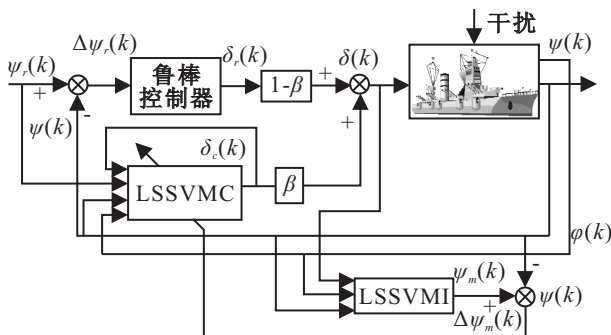 干扰
ψ(k)
Δψr(k)
δr(k)
δ(k)
ψr(k)
+
鲁棒
控制器
1-β
+
ψ(k)
-
+
δc(k)
LSSVMC
β
φ(k)
-
ψm(k)
LSSVMI
+
ψ(k)
Δψm(k)